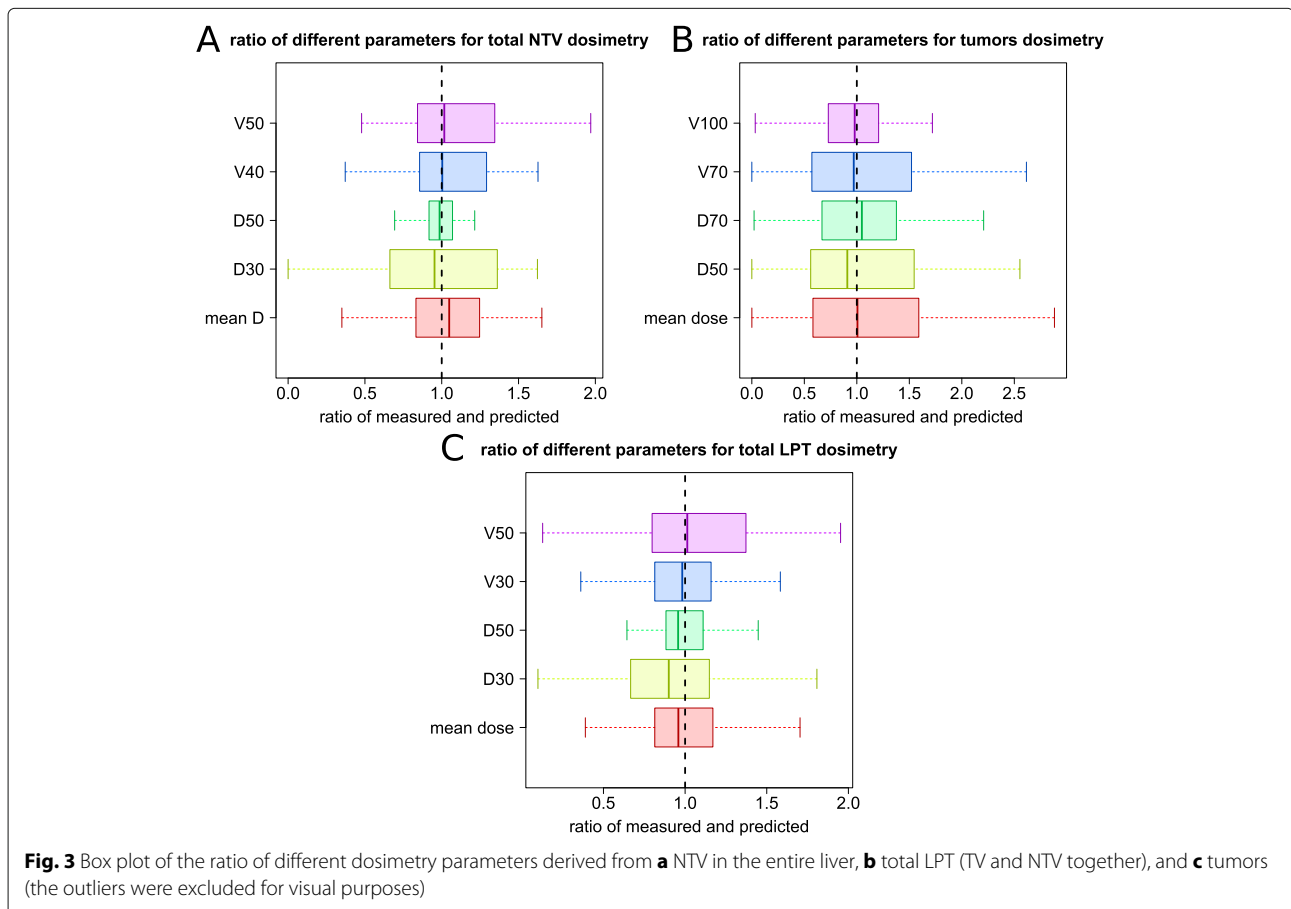 A ratio of different parameters for total NTV dosimetry
V50
V40
D50
D30
mean D
0.0 0.5 1.0 1.5 2.0
ratio of measured and predicted
B ratio of different parameters for tumors dosimetry
V100
V70
D70
D50
mean dose
0.0 0.5 1.0 1.5 2.0 2.5
ratio of measured and predicted
C ratio of different parameters for total LPT dosimetry
V50
V30
D50
D30
mean dose
0.5 1.0 1.5 2.0
ratio of measured and predicted
Fig. 3 Box plot of the ratio of different dosimetry parameters derived from a NTV in the entire liver, b total LPT (TV and NTV together), and c tumors
(the outliers were excluded for visual purposes)